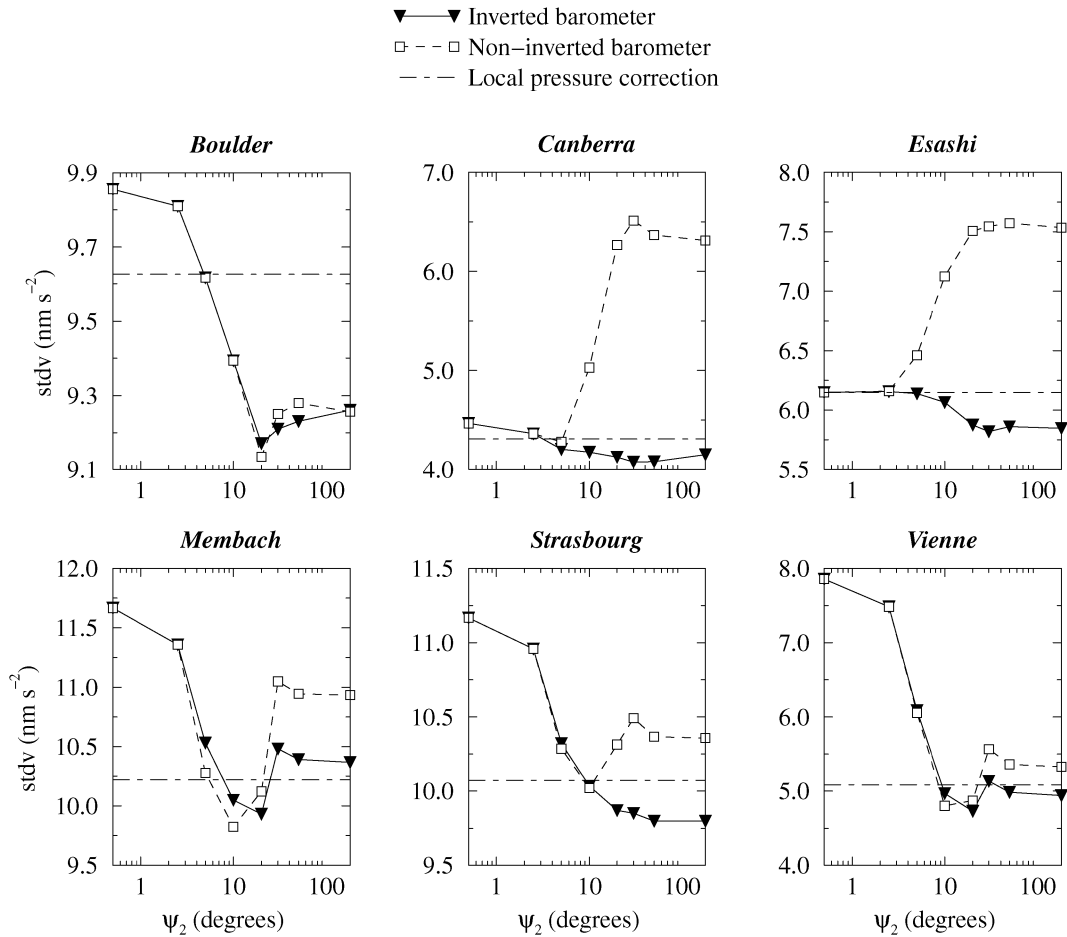 Inverted barometer
Non−inverted barometer
Local pressure correction
Boulder
Canberra
Esashi
9.9
9.7
9.5
9.3
9.1
stdv (nm s−2)
1 10 100
7.0
6.0
5.0
4.0
1 10 100
8.0
7.5
7.0
6.5
6.0
5.5
1 10 100
Membach
Strasbourg
Vienne
12.0
11.5
11.0
10.5
10.0
9.5
stdv (nm s−2)
1 10 100
ψ2 (degrees)
11.5
11.0
10.5
10.0
9.5
1 10 100
ψ2 (degrees)
8.0
7.0
6.0
5.0
4.0
1 10 100
ψ2 (degrees)